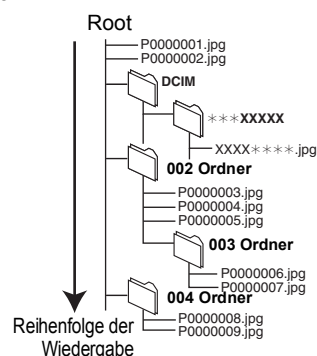 Root
P0000001.jpg
P0000002.jpg
DCIM
∗∗∗XXXXX
XXXX∗∗∗∗.jpg
002 Ordner
P0000003.jpg
P0000004.jpg
P0000005.jpg
003 Ordner
P0000006.jpg
P0000007.jpg
004 Ordner
P0000008.jpg
P0000009.jpg
Reihenfolge der
Wiedergabe